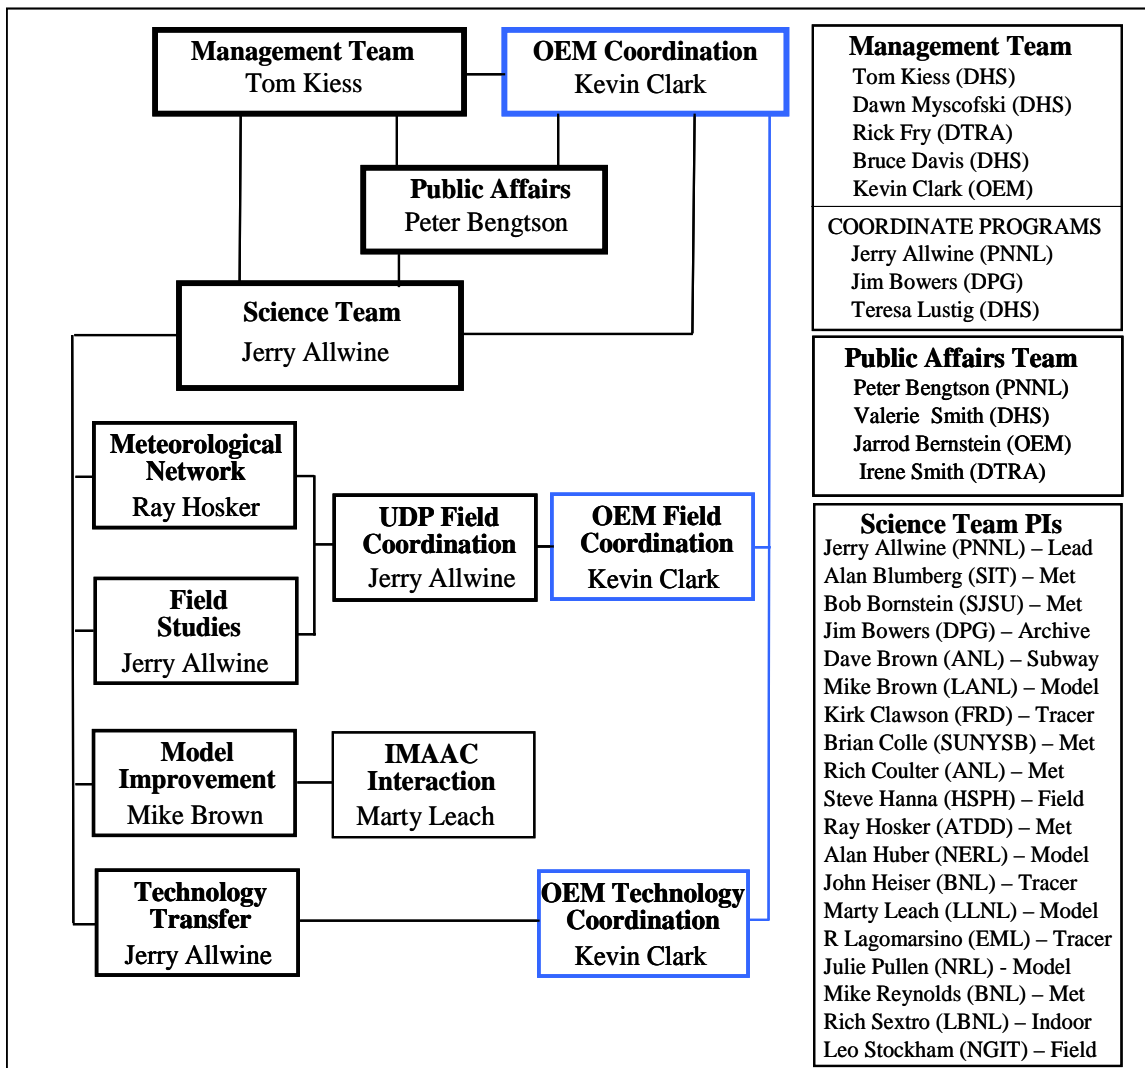 Management Team
Tom Kiess
OEM Coordination
Kevin Clark
Public Affairs
Peter Bengtson
Science Team
Jerry Allwine
Meteorological
Network
Ray Hosker
UDP Field
Coordination
Jerry Allwine
OEM Field
Coordination
Kevin Clark
Field
Studies
Jerry Allwine
Model
Improvement
Mike Brown
IMAAC
Interaction
Marty Leach
Technology
Transfer
Jerry Allwine
OEM Technology
Coordination
Kevin Clark
Management Team
Tom Kiess (DHS)
Dawn Myscofski (DHS)
Rick Fry (DTRA)
Bruce Davis (DHS)
Kevin Clark (OEM)
COORDINATE PROGRAMS
Jerry Allwine (PNNL)
Jim Bowers (DPG)
Teresa Lustig (DHS)
Public Affairs Team
Peter Bengtson (PNNL)
Valerie Smith (DHS)
Jarrod Bernstein (OEM)
Irene Smith (DTRA)
Science Team PIs
Jerry Allwine (PNNL) – Lead
Alan Blumberg (SIT) – Met
Bob Bornstein (SJSU) – Met
Jim Bowers (DPG) – Archive
Dave Brown (ANL) – Subway
Mike Brown (LANL) – Model
Kirk Clawson (FRD) – Tracer
Brian Colle (SUNYSB) – Met
Rich Coulter (ANL) – Met
Steve Hanna (HSPH) – Field
Ray Hosker (ATDD) – Met
Alan Huber (NERL) – Model
John Heiser (BNL) – Tracer
Marty Leach (LLNL) – Model
R Lagomarsino (EML) – Tracer
Julie Pullen (NRL) - Model
Mike Reynolds (BNL) – Met
Rich Sextro (LBNL) – Indoor
Leo Stockham (NGIT) – Field